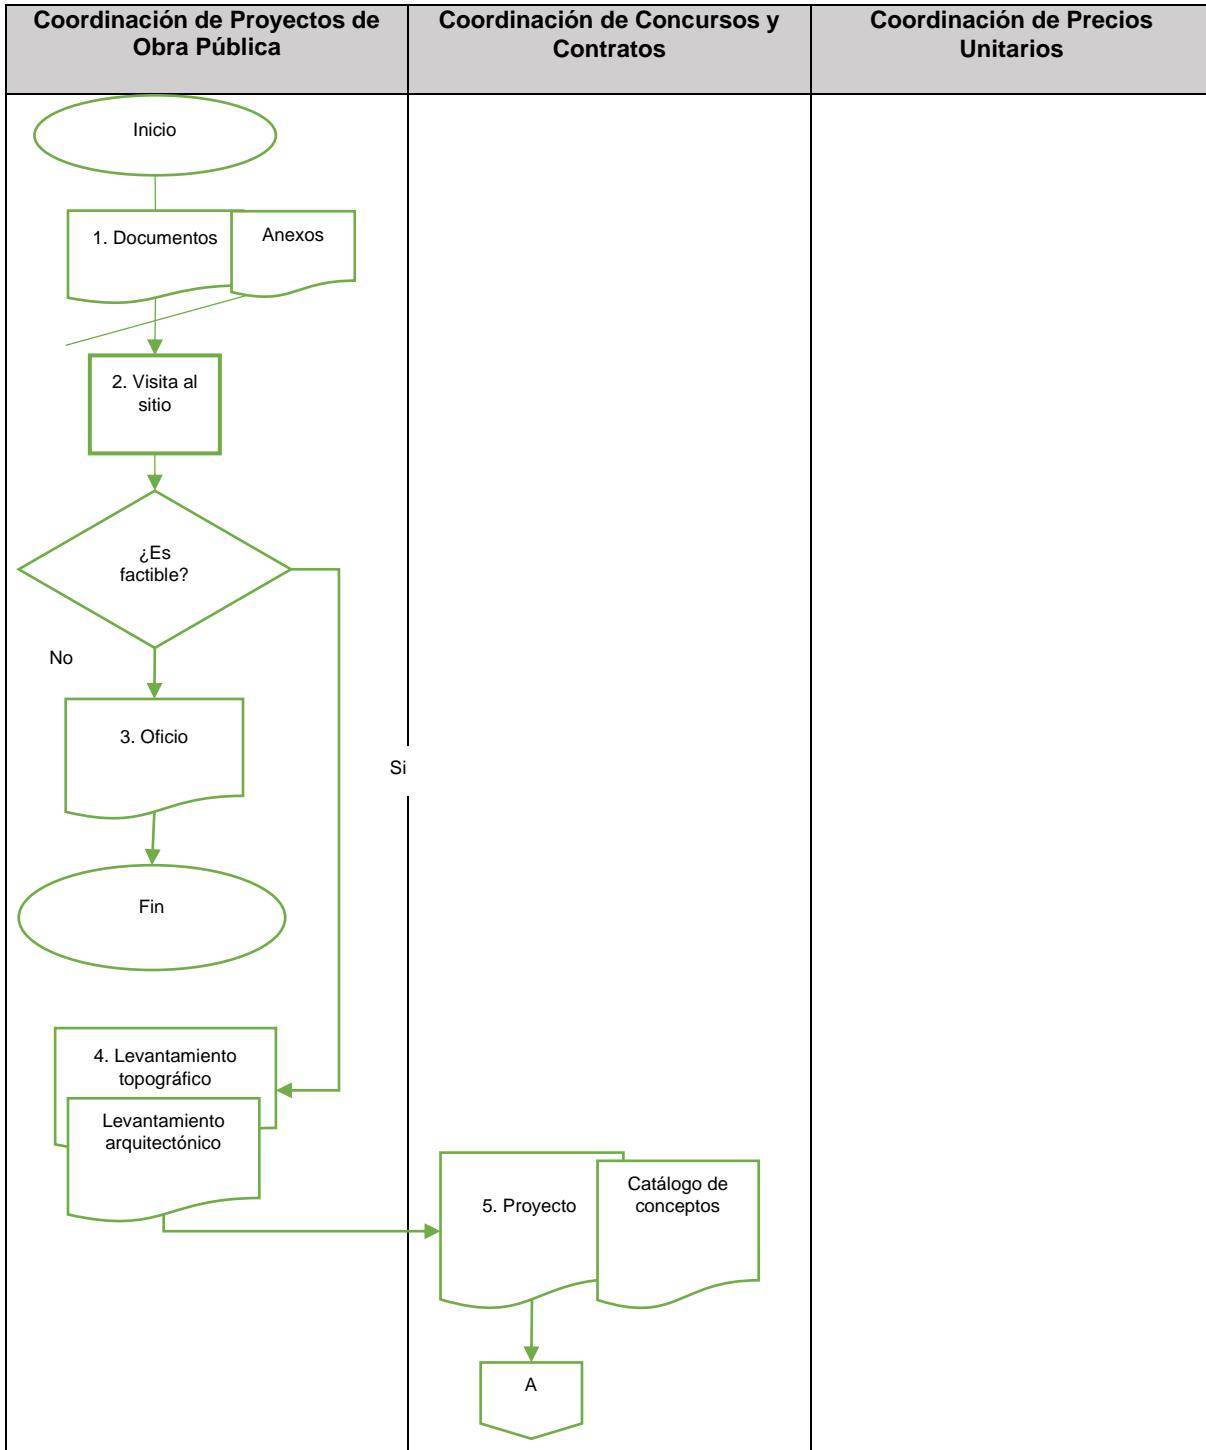 Coordinación de Proyectos de
Obra Pública
Coordinación de Concursos y
Contratos
Coordinación de Precios
Unitarios
Inicio
1. Documentos
Anexos
2. Visita al
sitio
¿Es
factible?
No
3. Oficio
Si
Fin
4. Levantamiento
topográfico
Levantamiento
arquitectónico
5. Proyecto
Catálogo de
conceptos
A